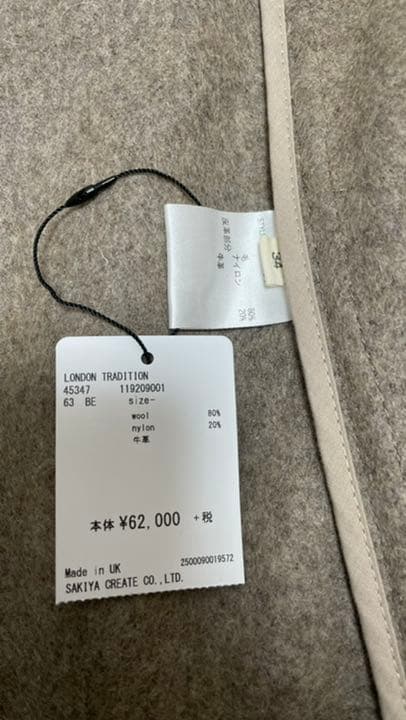 LONDON TRADITION
45347 119209001
63 BE size-
wool 80%
nylon 20%
牛革
本体 ¥62,000 +税
2500090019572
Made in UK
SAKIYA CREATE CO.,LTD.
34
毛 80%
ナイロン 20%
皮革部分 牛革